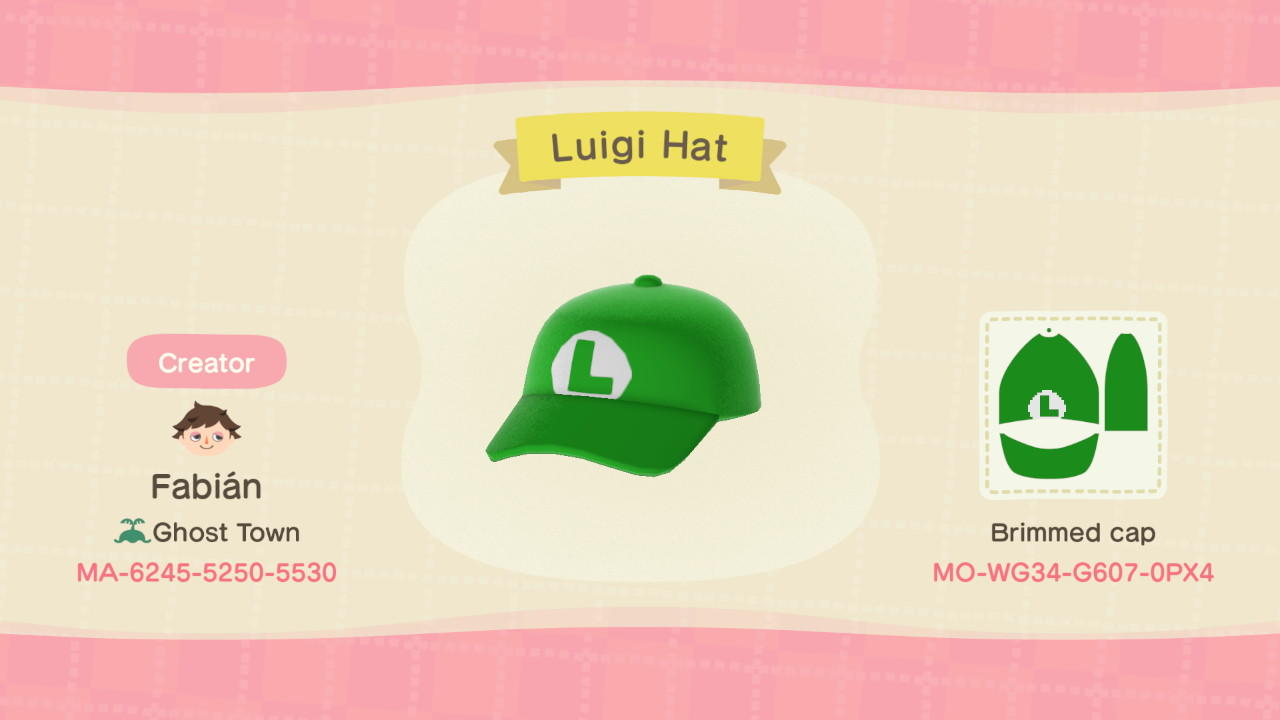 Luigi Hat
L
Creator
Fabián
Ghost Town
MA-6245-5250-5530
L
Brimmed cap
MO-WG34-G607-0PX4